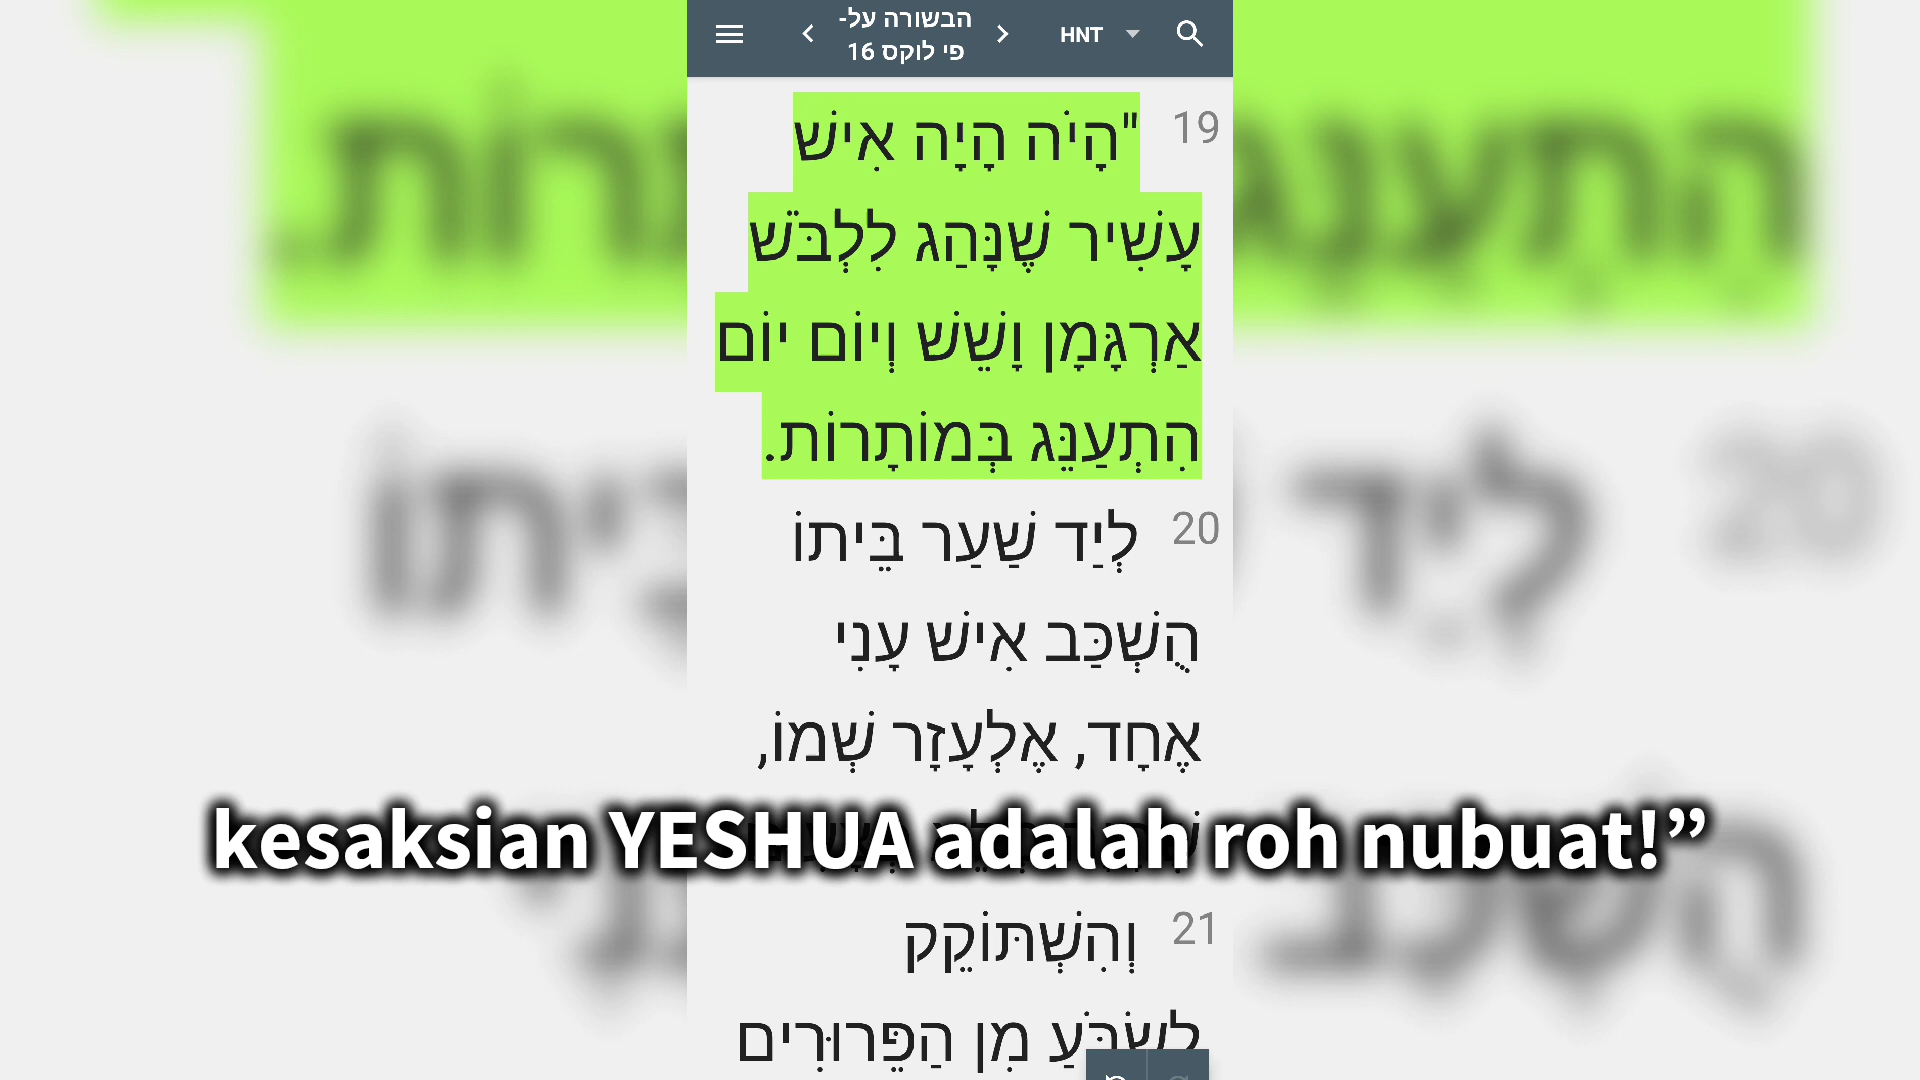 הבשורה על-
פי לוקס 16
HNT
19 "הָיֹה הָיָה אִישׁ
עָשִׁיר שֶׁנָּהַג לִלְבֹּשׁ
אַרְגָּמָן וָשֵׁשׁ וְיוֹם יוֹם
הִתְעַנֵּג בְּמוֹתָרוֹת.
20 לְיַד שַׁעַר בֵּיתוֹ
הֻשְׁכַּב אִישׁ עָנִי
אֶחָד, אֶלְעָזָר שְׁמוֹ,
kesaksian YESHUA adalah roh nubuat!”
21 וְהִשְׁתּוֹקֵק
לִשְׂבֹּעַ מִן הַפֵּרוּרִים